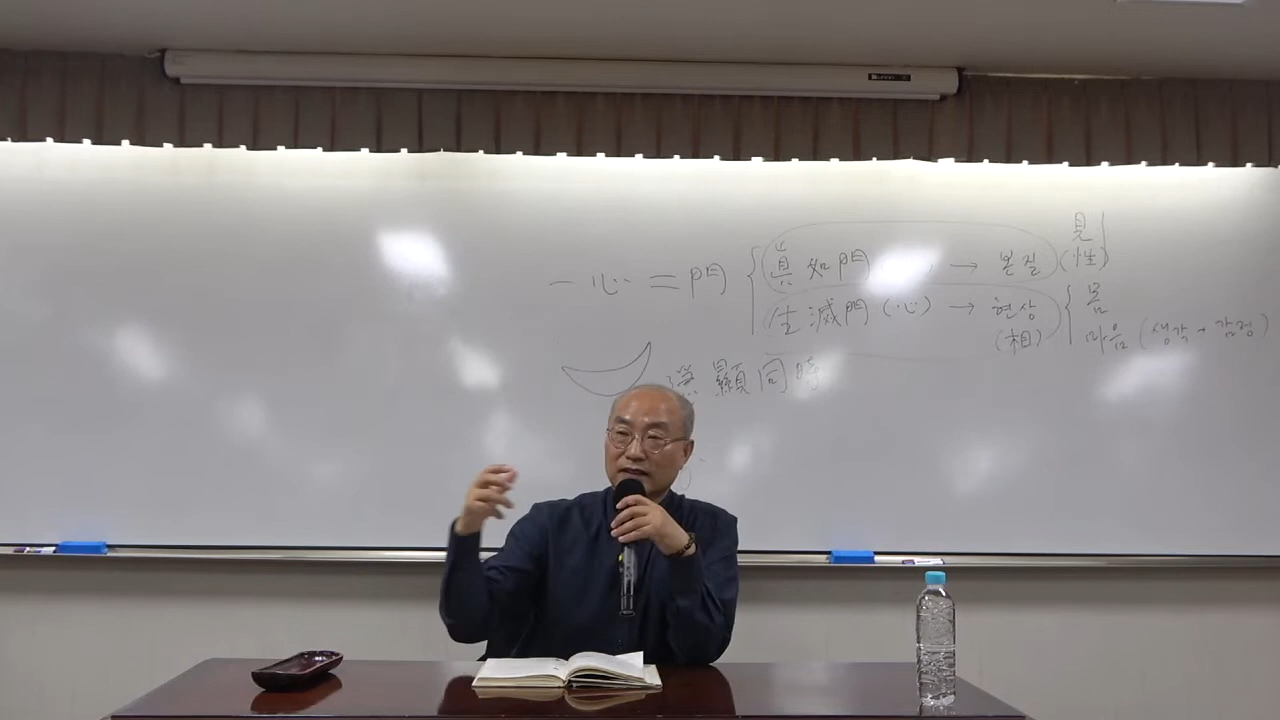 見
一心二門 { 眞如門 → 본질 (性)
生滅門 (心) → 현상 { 몸
(相) 마음 (생각 + 감정)
隱顯同時